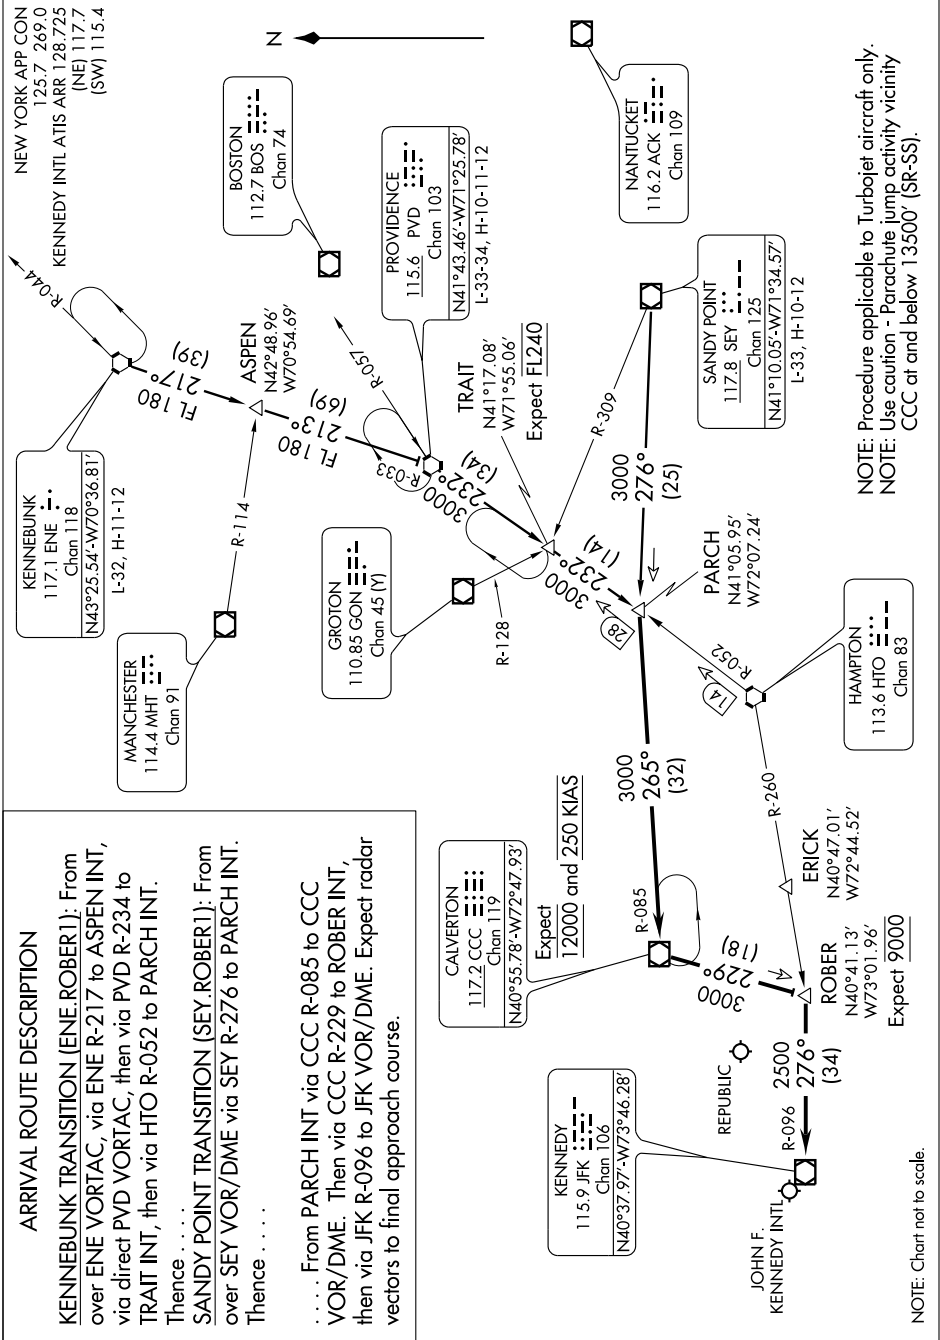 ARRIVAL ROUTE DESCRIPTION
KENNEBUNK TRANSITION (ENE.ROBER1): From
over ENE VORTAC, via ENE R-217 to ASPEN INT,
via direct PVD VORTAC, then via PVD R-234 to
TRAIT INT, then via HTO R-052 to PARCH INT.
Thence . . . .
SANDY POINT TRANSITION (SEY.ROBER1): From
over SEY VOR/DME via SEY R-276 to PARCH INT.
Thence . . . .
. . . . From PARCH INT via CCC R-085 to CCC
VOR/DME. Then via CCC R-229 to ROBER INT,
then via JFK R-096 to JFK VOR/DME. Expect radar
vectors to final approach course.
NEW YORK APP CON
125.7 269.0
KENNEDY INTL ATIS ARR 128.725
(NE) 117.7
(SW) 115.4
KENNEBUNK
117.1 ENE
Chan 118
N43°25.54'-W70°36.81'
L-32, H-11-12
R-044
FL 180
217°
(39)
MANCHESTER
114.4 MHT
Chan 91
R-114
ASPEN
N42°48.96'
W70°54.69'
BOSTON
112.7 BOS
Chan 74
N
FL 180
213°
(69)
R-033
R-057
PROVIDENCE
115.6 PVD
Chan 103
N41°43.46'-W71°25.78'
L-33-34, H-10-11-12
3000
232°
(34)
GROTON
110.85 GON
Chan 45 (Y)
R-128
TRAIT
N41°17.08'
W71°55.06'
Expect FL240
3000
232°
(14)
28
R-309
NANTUCKET
116.2 ACK
Chan 109
SANDY POINT
117.8 SEY
Chan 125
N41°10.05'-W71°34.57'
L-33, H-10-12
3000
276°
(25)
PARCH
N41°05.95'
W72°07.24'
R-052
14
HAMPTON
113.6 HTO
Chan 83
3000
265°
(32)
R-085
CALVERTON
117.2 CCC
Chan 119
N40°55.78'-W72°47.93'
Expect
12000 and 250 KIAS
R-260
ERICK
N40°47.01'
W72°44.52'
3000
229°
(18)
ROBER
N40°41.13'
W73°01.96'
Expect 9000
REPUBLIC
2500
276°
(34)
R-096
KENNEDY
115.9 JFK
Chan 106
N40°37.97'-W73°46.28'
JOHN F.
KENNEDY INTL
NOTE: Procedure applicable to Turbojet aircraft only.
NOTE: Use caution - Parachute jump activity vicinity
CCC at and below 13500' (SR-SS).
NOTE: Chart not to scale.